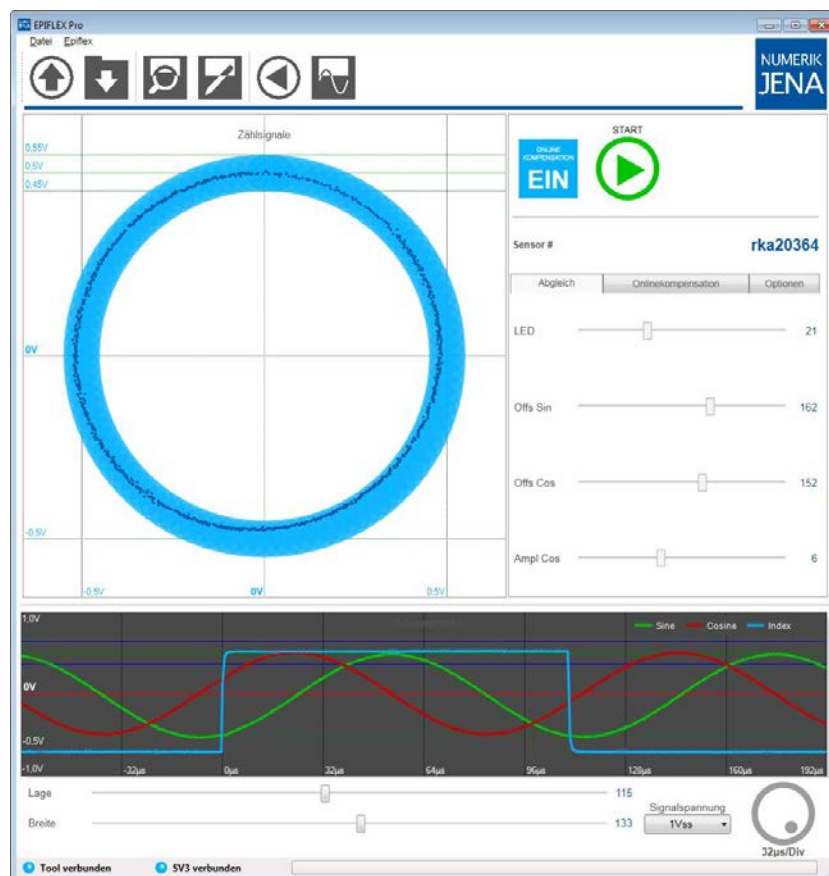 EPIFLEX Pro
Datei Epiflex
NUMERIK
JENA
Zählsignale
0,55V
0,5V
0,45V
0V
-0,5V
-0,5V 0V 0,5V
ONLINE
KOMPENSATION
EIN
START
Sensor # rka20364
Abgleich Onlinekompensation Optionen
LED 21
Offs Sin 162
Offs Cos 152
Ampl Cos 6
1,0V
Sine Cosine Index
0V
-0,5V
-1,0V -32µs 0µs 32µs 64µs 96µs 128µs 160µs 192µs
Lage 115
Breite 133
Signalspannung
1Vss
32µs/Div
Tool verbunden SV3 verbunden